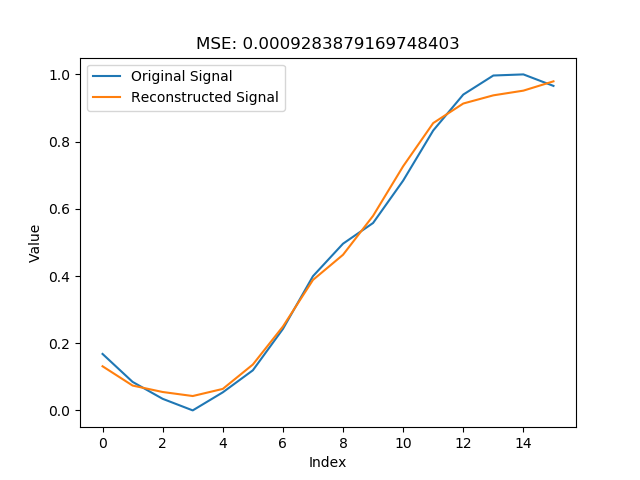 MSE: 0.0009283879169748403
Original Signal
Reconstructed Signal
1.0
0.8
0.6
0.4
0.2
0.0
Value
0 2 4 6 8 10 12 14
Index